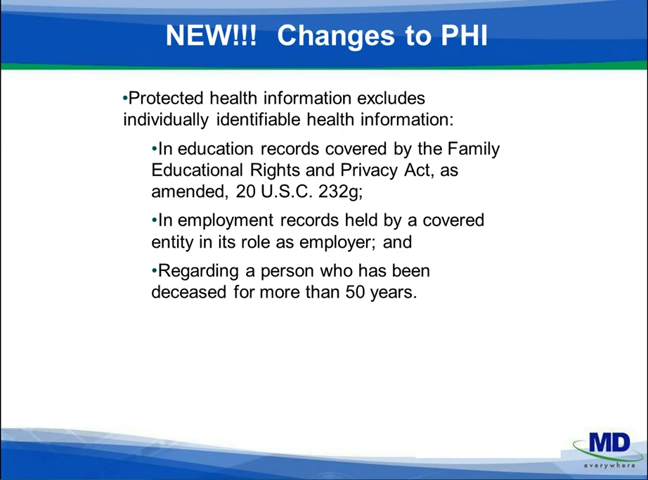 NEW!!! Changes to PHI
•Protected health information excludes
individually identifiable health information:
•In education records covered by the Family
Educational Rights and Privacy Act, as
amended, 20 U.S.C. 232g;
•In employment records held by a covered
entity in its role as employer; and
•Regarding a person who has been
deceased for more than 50 years.
MD
everywhere